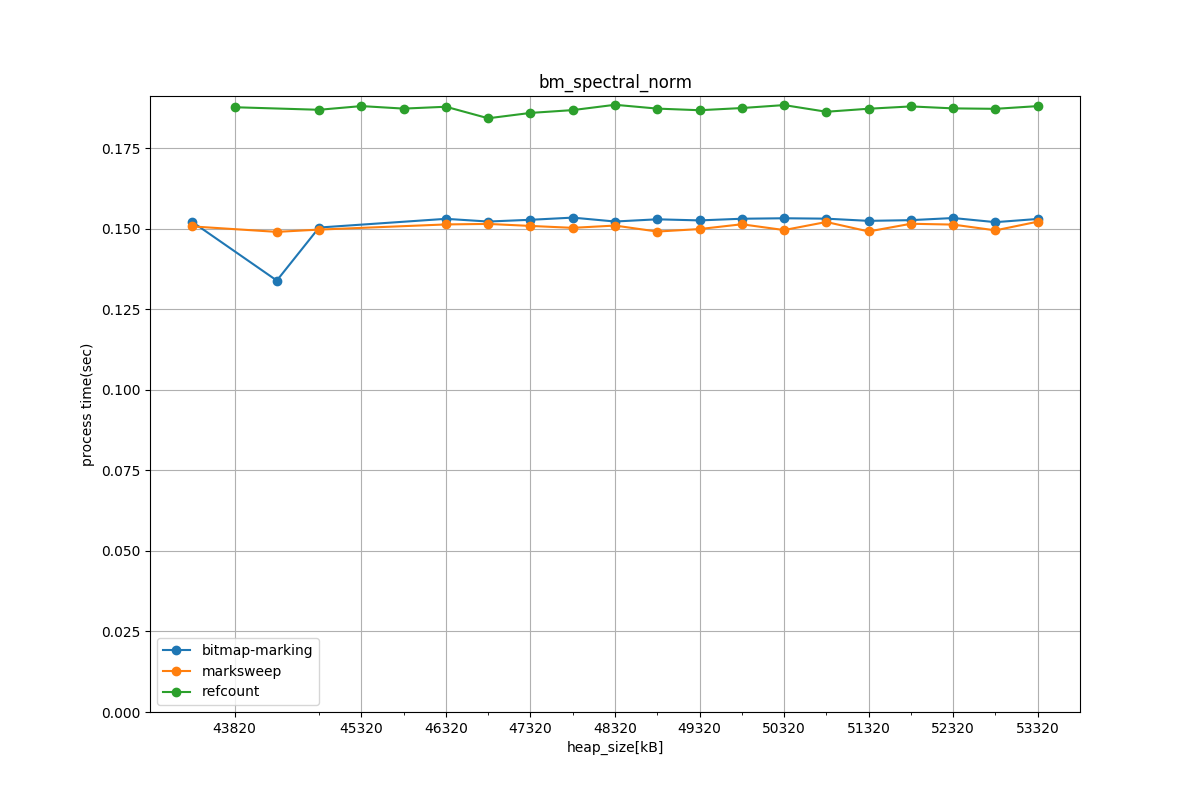 bm_spectral_norm
0.175
0.150
0.125
0.100
0.075
0.050
0.025
0.000
process time(sec)
bitmap-marking
marksweep
refcount
43820 45320 46320 47320 48320 49320 50320 51320 52320 53320
heap_size[kB]